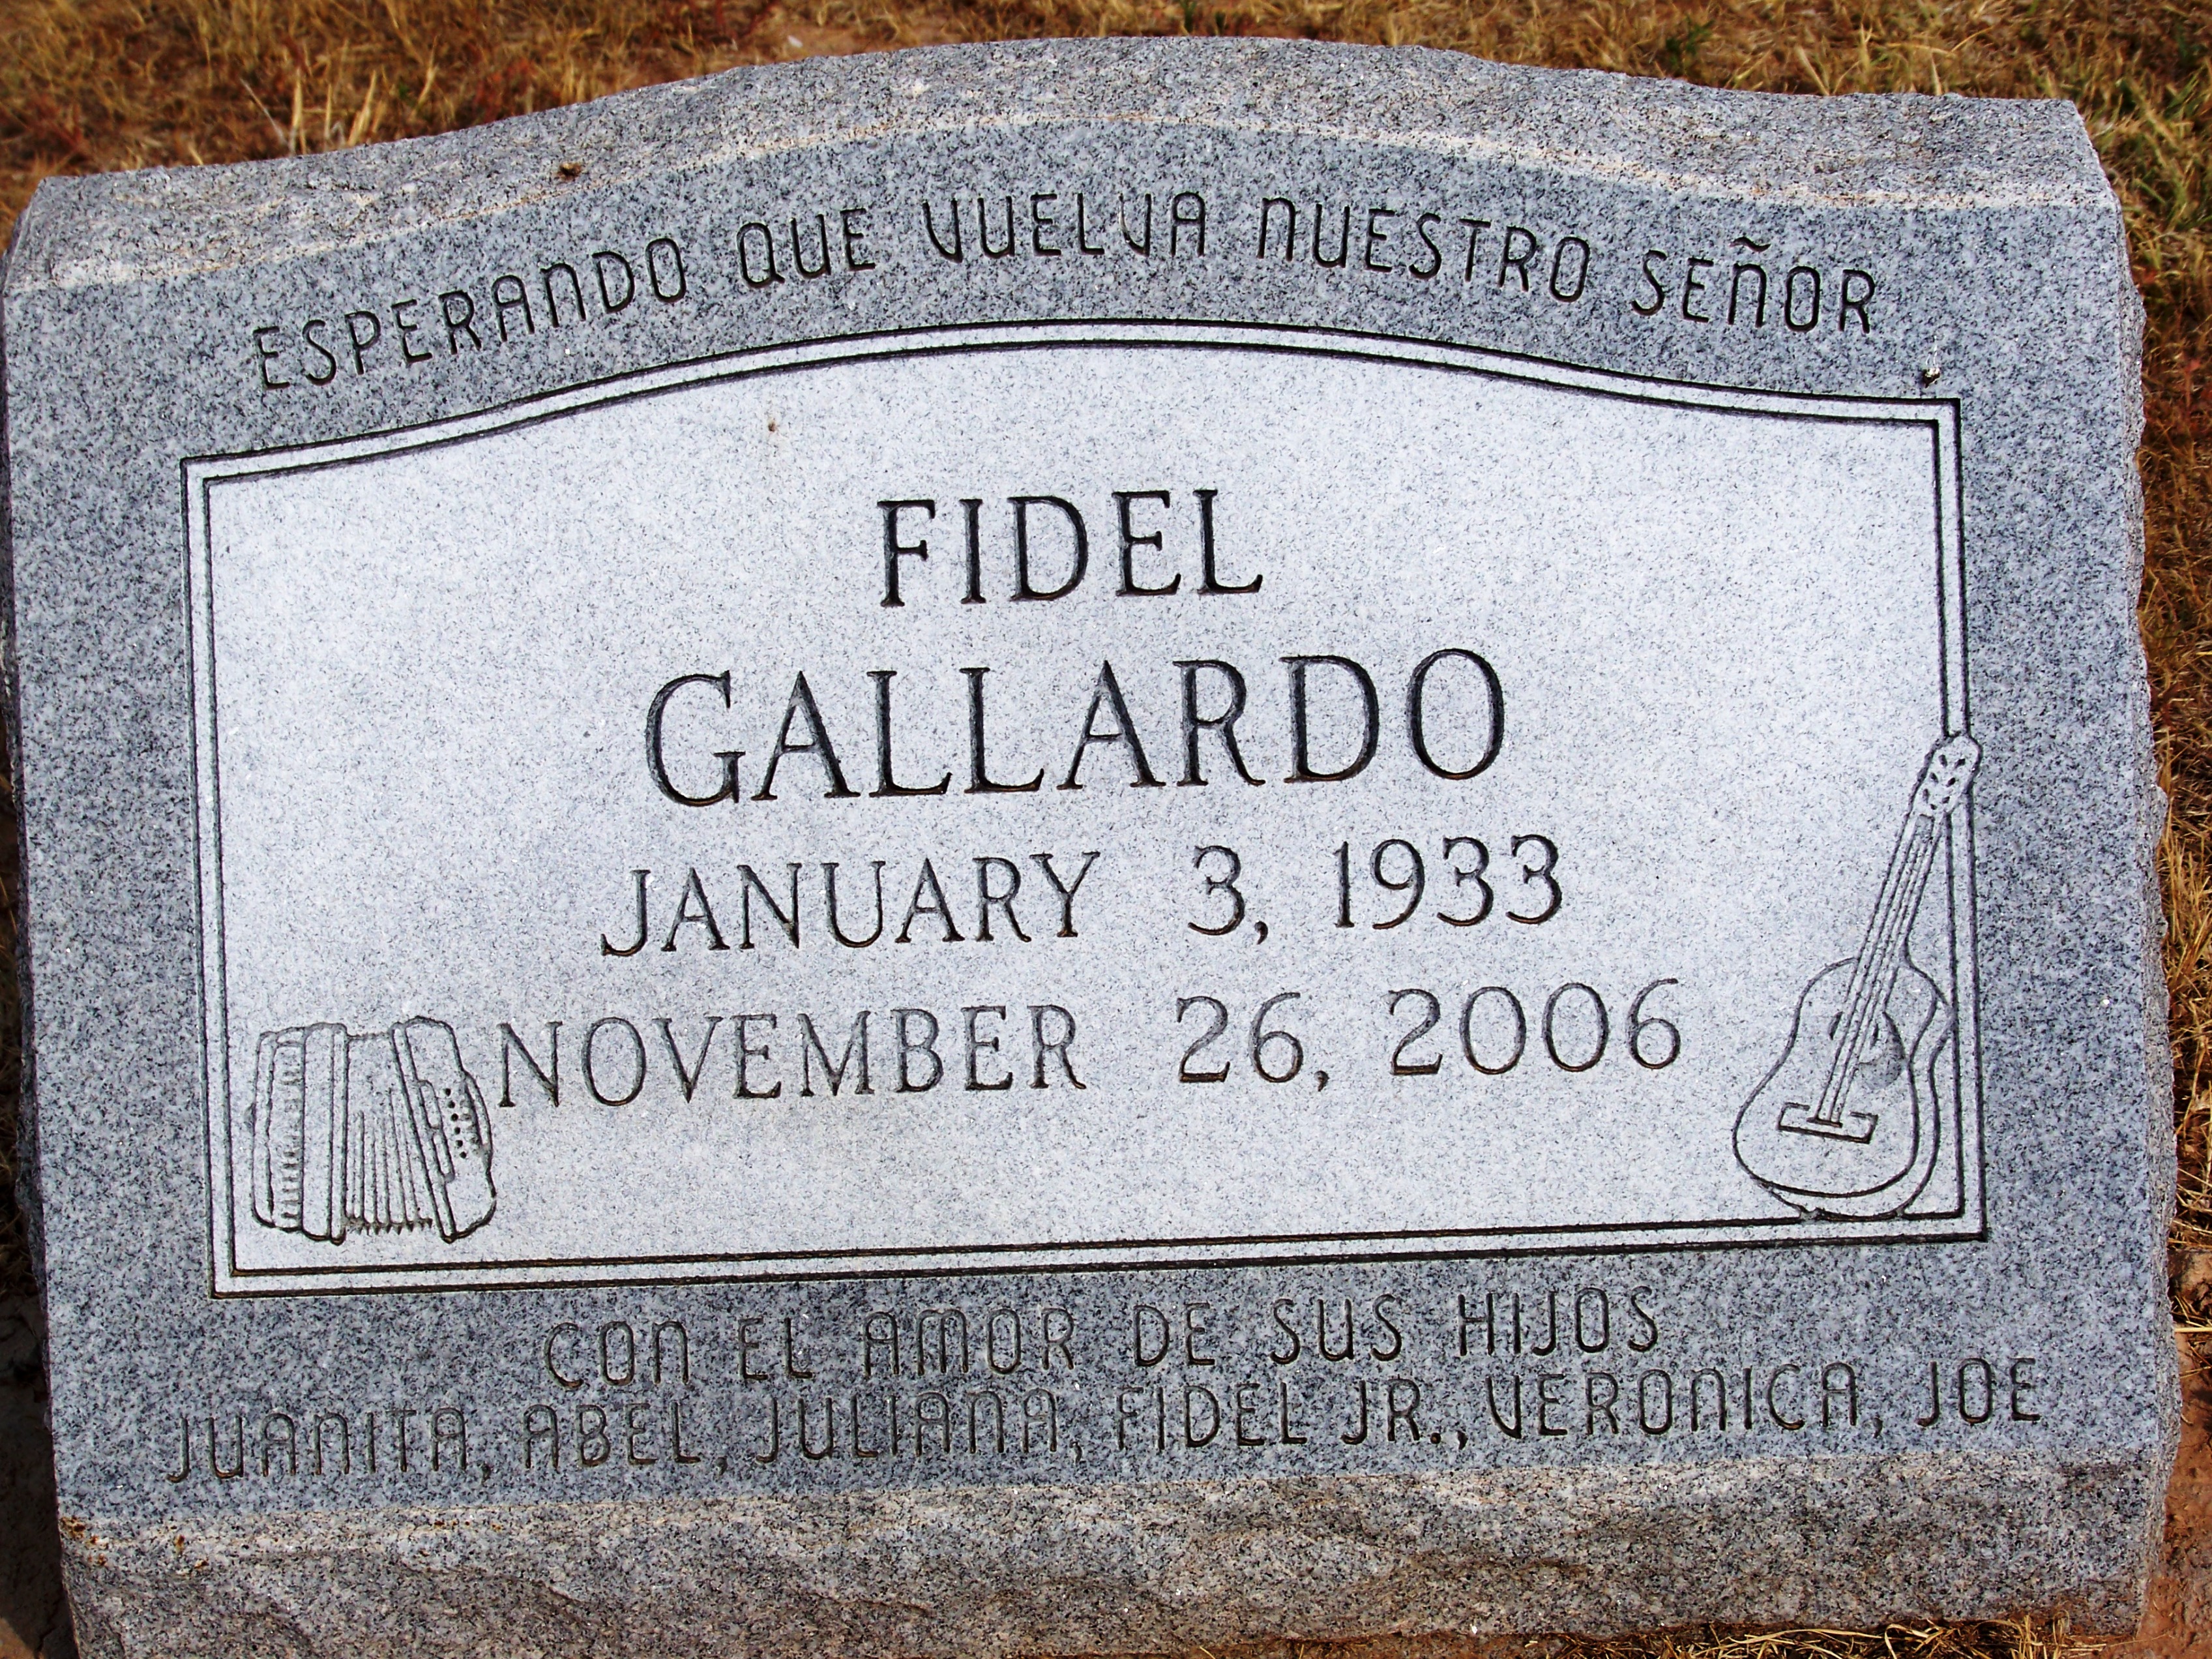 ESPERANDO QUE VUELVA NUESTRO SEÑOR
FIDEL
GALLARDO
JANUARY 3, 1933
NOVEMBER 26, 2006
CON EL AMOR DE SUS HIJOS
JUANITA, ABEL, JULIANA, FIDEL JR., VERONICA, JOE